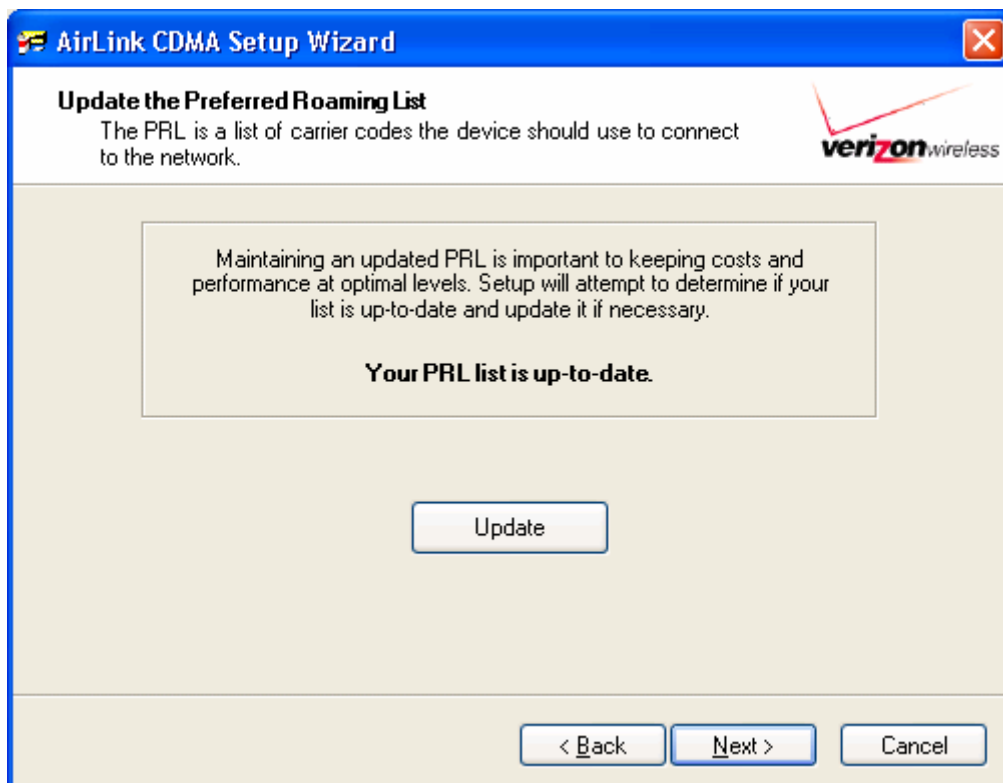 AirLink CDMA Setup Wizard
Update the Preferred Roaming List
The PRL is a list of carrier codes the device should use to connect
to the network.
verizonwireless
Maintaining an updated PRL is important to keeping costs and
performance at optimal levels. Setup will attempt to determine if your
list is up-to-date and update it if necessary.
Your PRL list is up-to-date.
Update
< Back
Next >
Cancel